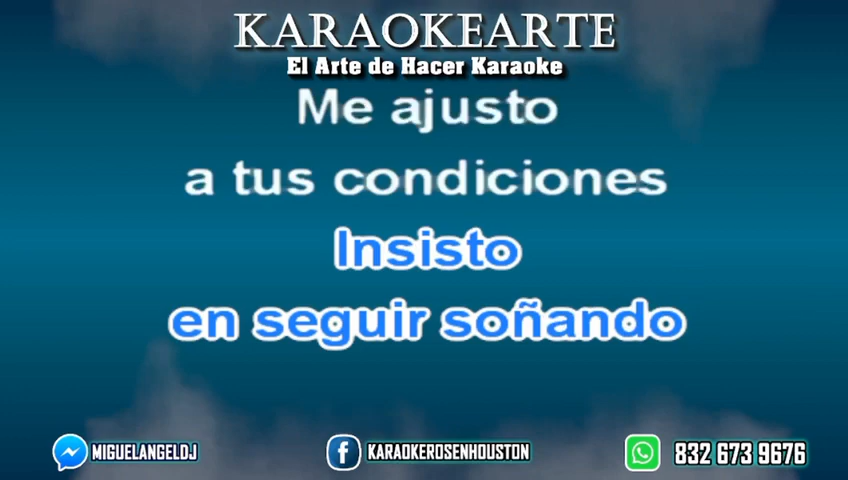 KARAOKEARTE
El Arte de Hacer Karaoke
Me ajusto
a tus condiciones
Insisto
en seguir soñando
MIGUELANGELDJ
KARAOKEROSENHOUSTON
832 673 9676